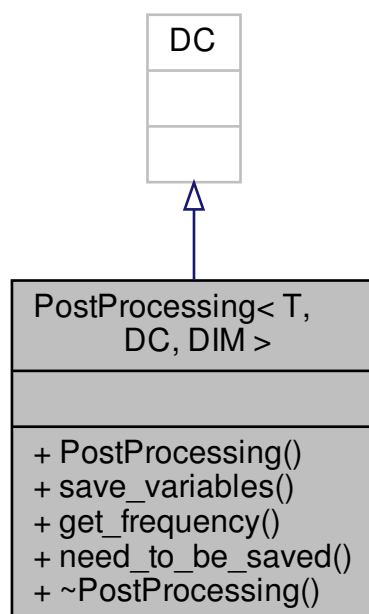 DC
PostProcessing< T,
DC, DIM >
+ PostProcessing()
+ save_variables()
+ get_frequency()
+ need_to_be_saved()
+ ~PostProcessing()